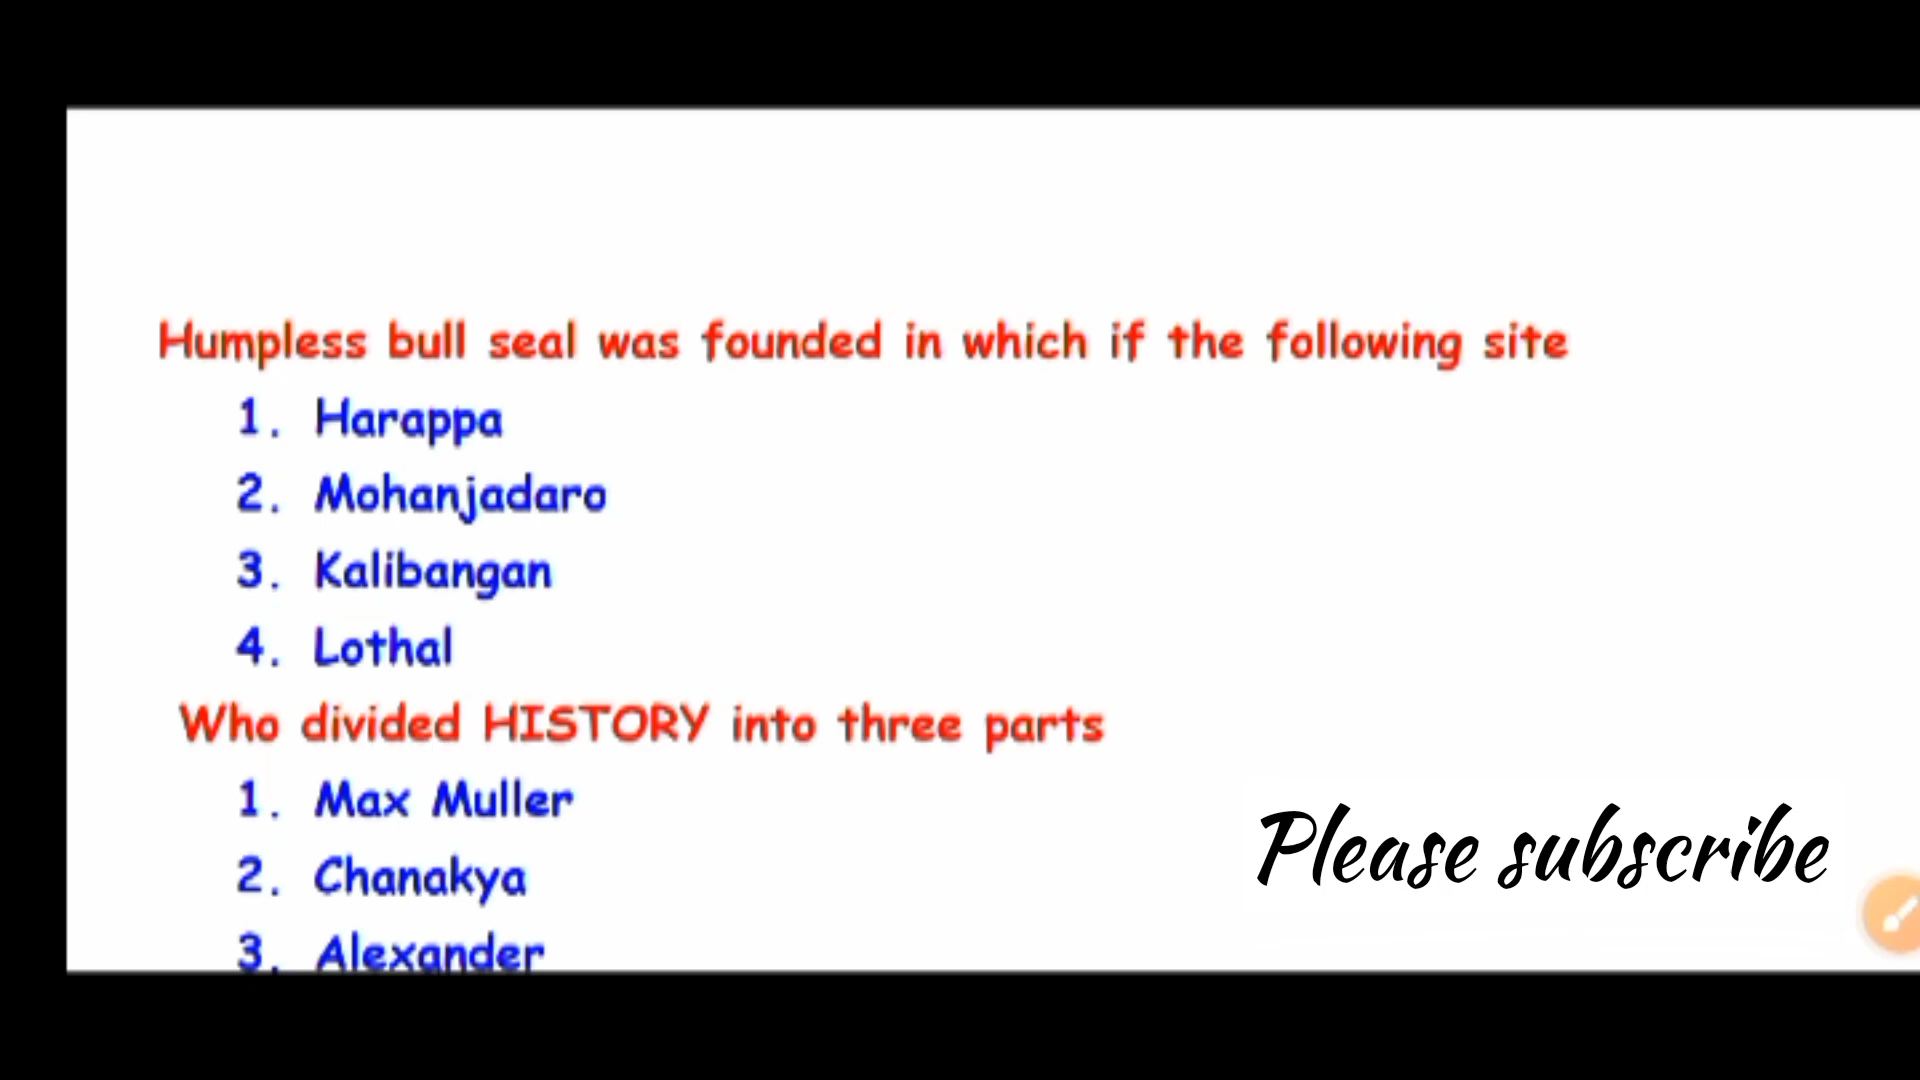 Humpless bull seal was founded in which if the following site
1. Harappa
2. Mohanjadaro
3. Kalibangan
4. Lothal
Who divided HISTORY into three parts
1. Max Muller
2. Chanakya
3. Alexander
Please subscribe